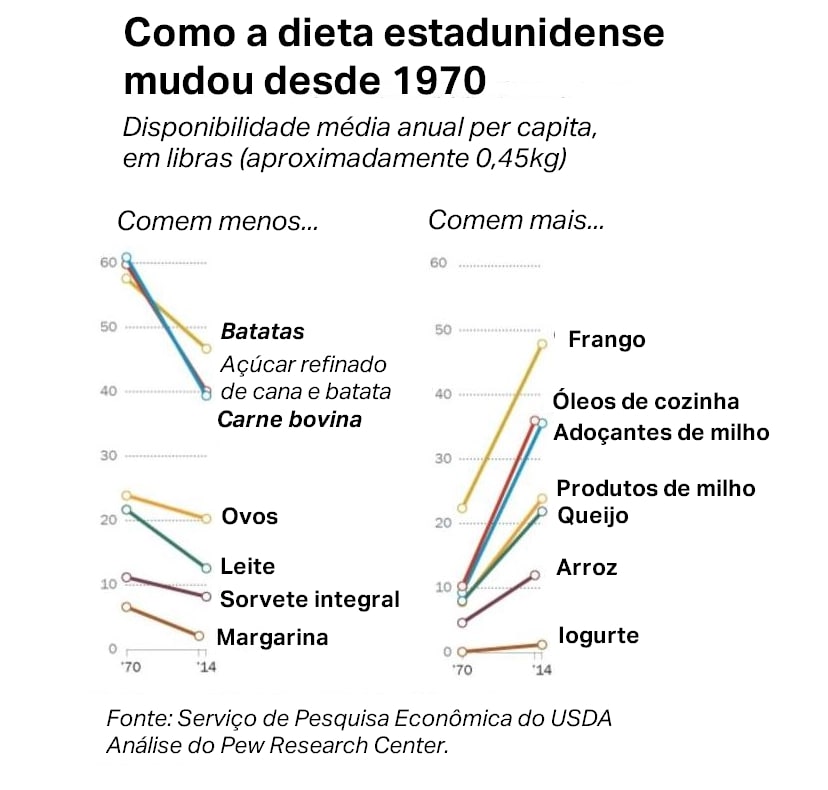 Como a dieta estadunidense
mudou desde 1970
Disponibilidade média anual per capita,
em libras (aproximadamente 0,45kg)
Comem menos...
60
50
40
30
20
10
0
'70
'14
Batatas
Açúcar refinado
de cana e batata
Carne bovina
Ovos
Leite
Sorvete integral
Margarina
Comem mais...
60
50
40
30
20
10
0
'70
'14
Frango
Óleos de cozinha
Adoçantes de milho
Produtos de milho
Queijo
Arroz
Iogurte
Fonte: Serviço de Pesquisa Econômica do USDA
Análise do Pew Research Center.